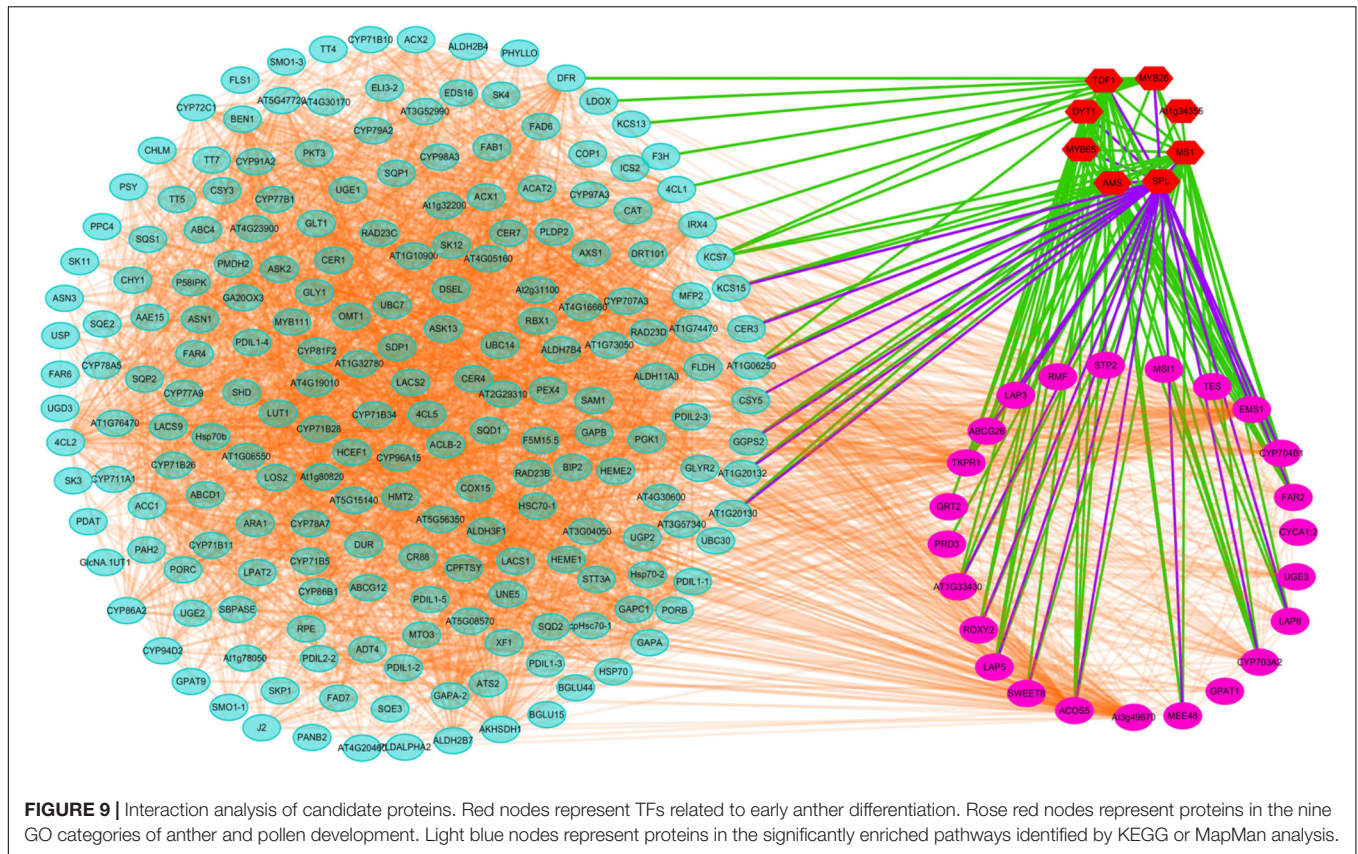 CYP71B10
ACX2
ALDH2B4
PHYLLO
TT4
SMO1-3
FLS1
CYP72C1
DFR
LDOX
KCS13
F3H
4CL1
IRX4
KCS7
KCS15
CER3
AT1G06250
CSY5
GGPS2
AT1G20132
AT1G20130
UBC30
ELI3-2
EDS16
SK4
AT5G47720
AT4G30170
AT3G52990
BEN1
CYP79A2
FAD6
CHLM
TT7
CYP91A2
PKT3
CYP98A3
FAB1
COP1
ICS2
SQP1
PSY
TT5
CSY3
CYP77B1
UGE1
At1g32200
ACX1
ACAT2
CYP97A3
CAT
PPC4
SQS1
ABC4
AT4G23900
GLT1
RAD23C
SK12
CER7
PLDP2
AXS1
DRT101
SK11
PMDH2
ASK2
CER1
AT1G10900
AT4G05160
CHY1
P58IPK
ASN3
GA20OX3
GLY1
UBC7
DSEL
At2g31100
AT4G16660
CYP707A3
MFP2
SQE2
AAE15
ASN1
MYB111
OMT1
RBX1
RAD23D
AT1G74470
USP
PDIL1-4
ASK13
AT1G73050
FAR4
CYP81F2
SDP1
UBC14
ALDH7B4
FAR6
CYP78A5
AT1G32780
FLDH
SQP2
SHD
AT4G19010
LACS2
CER4
ALDH11A3
CYP77A9
AT2G29310
PEX4
SAM1
UGD3
AT1G76470
LUT1
CYP71B34
4CL5
PDIL2-3
LACS9
CYP71B28
SQD1
4CL2
Hsp70b
ACLB-2
F5M15.5
GAPB
PGK1
AT1G06550
HCEF1
CYP96A15
SK3
CYP711A1
CYP71B26
LOS2
At1g80820
RAD23B
BIP2
HEME2
GLYR2
ABCD1
COX15
PDAT
ACC1
AT5G15140
HMT2
HSC70-1
AT4G30600
ARA1
CYP78A7
AT5G56350
AT3G57340
GlcNA.1UT1
PAH2
CYP71B11
ALDH3F1
AT3G04050
UGP2
DUR
PORC
CYP71B5
CR88
CPFTSY
LACS1
HEME1
LPAT2
STT3A
Hsp70-2
PDIL1-1
CYP86A2
UGE2
SBPASE
CYP86B1
ABCG12
PDIL1-5
UNE5
GAPC1
PORB
RPE
AT5G08570
SQD2
cpHsc70-1
CYP94D2
MTO3
XF1
GAPA
At1g78050
PDIL2-2
ADT4
PDIL1-2
PDIL1-3
HSP70
GPAT9
SKP1
FAD7
GAPA-2
ATS2
BGLU44
SMO1-1
SQE3
BGLU15
J2
AKHSDH1
PANB2
AT4G20460
PLDALPHA2
ALDH2B7
TDF1
MYB26
DYT1
At1g34355
MYB65
MS1
AMS
SPL
STP2
MSI1
RMF
TES
LAP3
EMS1
ABCG26
CYP704B1
TKPR1
FAR2
QRT2
CYCA1;2
PRD3
UGE3
AT1G33430
LAP6
ROXY2
CYP703A2
LAP5
GPAT1
SWEET8
ACOS5
At3g49670
MEE48
FIGURE 9 | Interaction analysis of candidate proteins. Red nodes represent TFs related to early anther differentiation. Rose red nodes represent proteins in the nine
GO categories of anther and pollen development. Light blue nodes represent proteins in the significantly enriched pathways identified by KEGG or MapMan analysis.